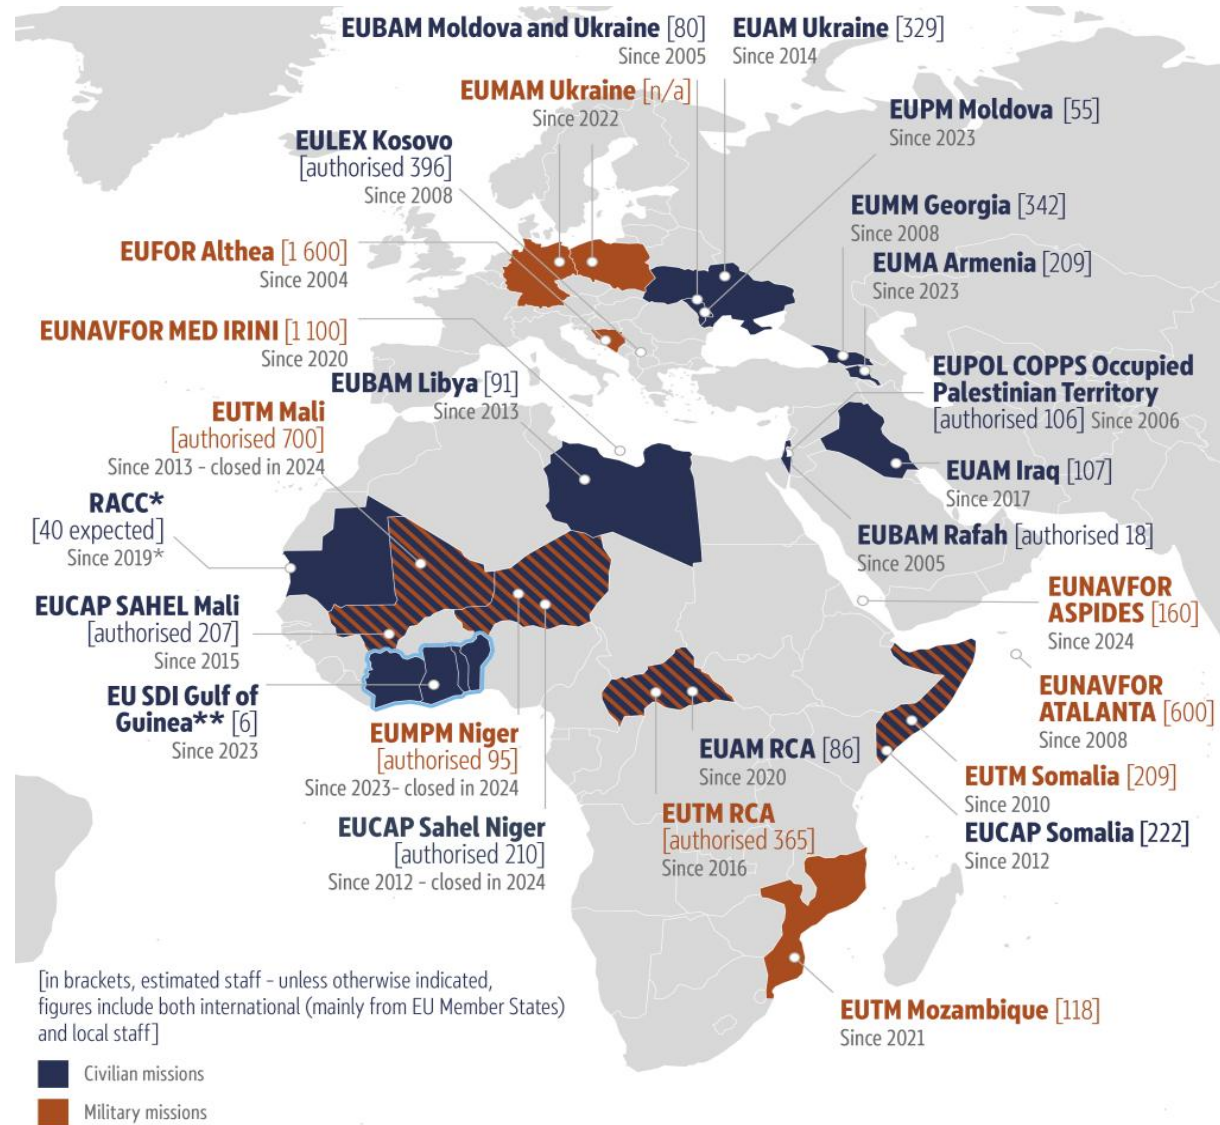 EUBAM Moldova and Ukraine [80]
Since 2005
EUAM Ukraine [329]
Since 2014
EUMAM Ukraine [n/a]
Since 2022
EUPM Moldova [55]
Since 2023
EULEX Kosovo
[authorised 396]
Since 2008
EUMM Georgia [342]
Since 2008
EUFOR Althea [1 600]
Since 2004
EUMA Armenia [209]
Since 2023
EUNAVFOR MED IRINI [1 100]
Since 2020
EUBAM Libya [91]
Since 2013
EUPOL COPPS Occupied
Palestinian Territory
[authorised 106] Since 2006
EUTM Mali
[authorised 700]
Since 2013 – closed in 2024
EUAM Iraq [107]
Since 2017
RACC*
[40 expected]
Since 2019*
EUBAM Rafah [authorised 18]
Since 2005
EUNAVFOR
ASPIDES [160]
Since 2024
EUCAP SAHEL Mali
[authorised 207]
Since 2015
EU SDI Gulf of
Guinea** [6]
Since 2023
EUNAVFOR
ATALANTA [600]
Since 2008
EUMPM Niger
[authorised 95]
Since 2023– closed in 2024
EUAM RCA [86]
Since 2020
EUTM Somalia [209]
Since 2010
EUCAP Sahel Niger
[authorised 210]
Since 2012 – closed in 2024
EUTM RCA
[authorised 365]
Since 2016
EUCAP Somalia [222]
Since 2012
EUTM Mozambique [118]
Since 2021
[in brackets, estimated staff – unless otherwise indicated,
figures include both international (mainly from EU Member States)
and local staff]
Civilian missions
Military missions